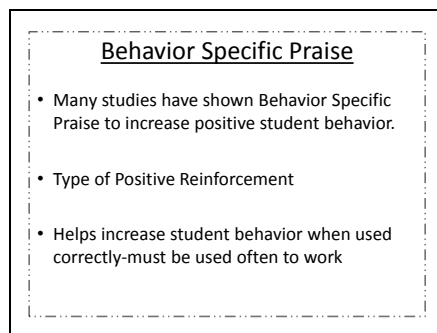 Behavior Specific Praise
• Many studies have shown Behavior Specific
Praise to increase positive student behavior.
• Type of Positive Reinforcement
• Helps increase student behavior when used
correctly-must be used often to work